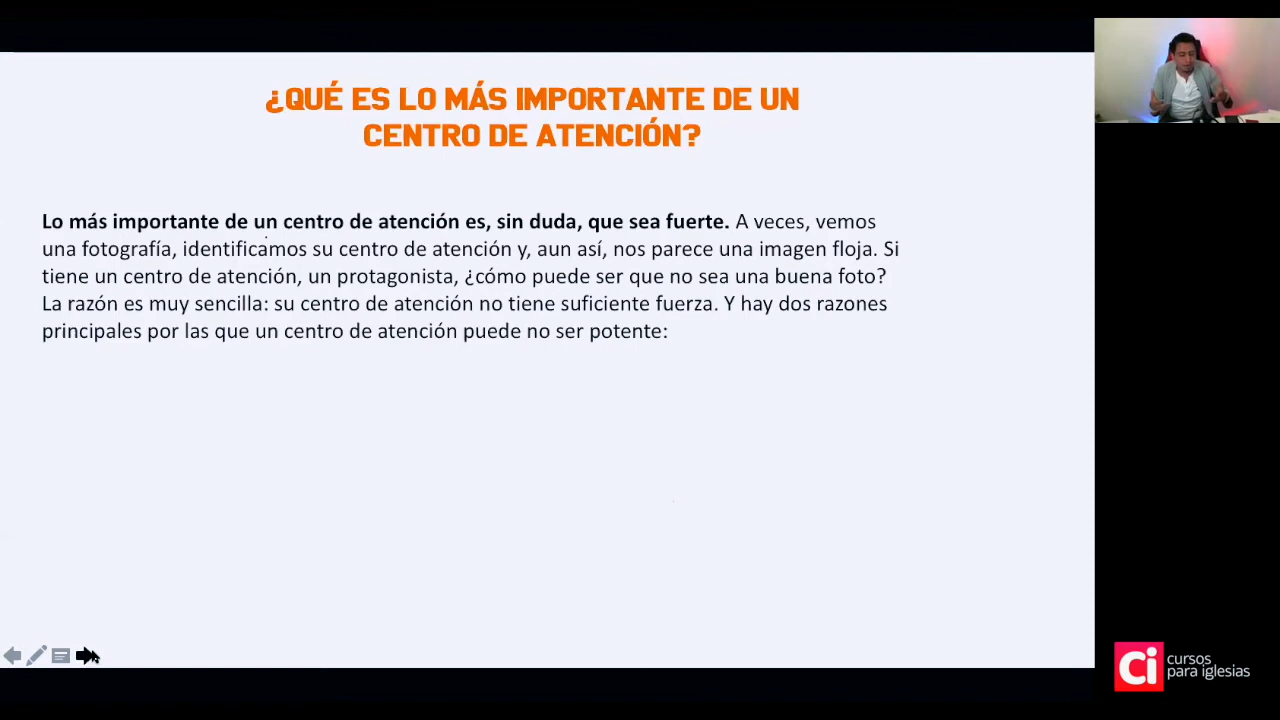 ¿QUÉ ES LO MÁS IMPORTANTE DE UN
CENTRO DE ATENCIÓN?
Lo más importante de un centro de atención es, sin duda, que sea fuerte. A veces, vemos
una fotografía, identificamos su centro de atención y, aun así, nos parece una imagen floja. Si
tiene un centro de atención, un protagonista, ¿cómo puede ser que no sea una buena foto?
La razón es muy sencilla: su centro de atención no tiene suficiente fuerza. Y hay dos razones
principales por las que un centro de atención puede no ser potente:
Ci
cursos
para iglesias